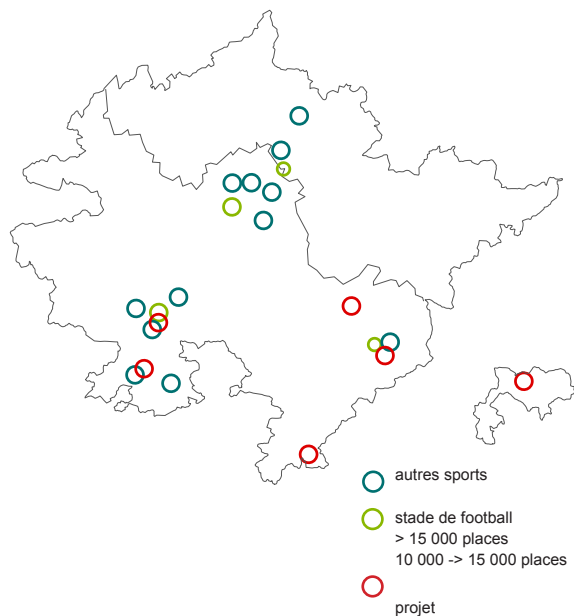 autres sports
stade de football
> 15 000 places
10 000 -> 15 000 places
projet